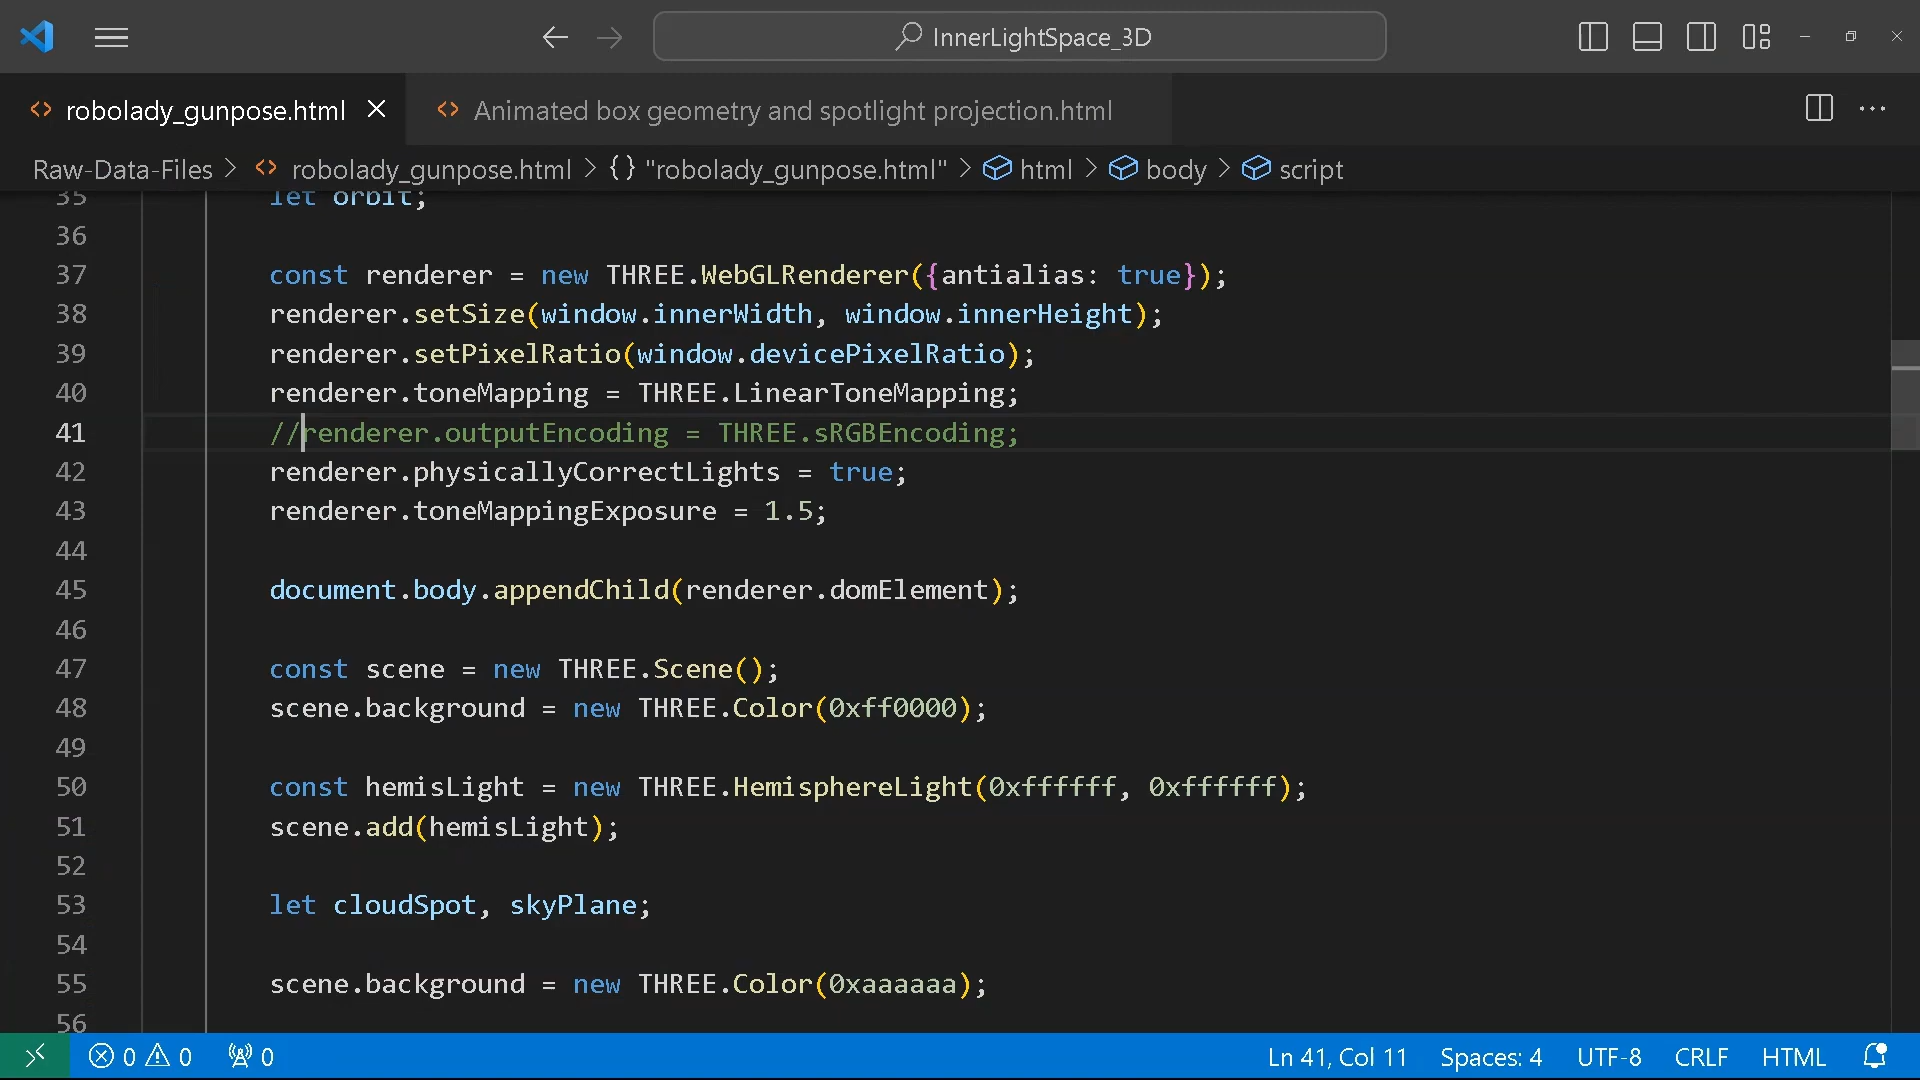 InnerLightSpace_3D
robolady_gunpose.html
Animated box geometry and spotlight projection.html
Raw-Data-Files > robolady_gunpose.html > {} "robolady_gunpose.html" > html > body > script
35 let orbit;
36
37 const renderer = new THREE.WebGLRenderer({antialias: true});
38 renderer.setSize(window.innerWidth, window.innerHeight);
39 renderer.setPixelRatio(window.devicePixelRatio);
40 renderer.toneMapping = THREE.LinearToneMapping;
41 //renderer.outputEncoding = THREE.sRGBEncoding;
42 renderer.physicallyCorrectLights = true;
43 renderer.toneMappingExposure = 1.5;
44
45 document.body.appendChild(renderer.domElement);
46
47 const scene = new THREE.Scene();
48 scene.background = new THREE.Color(0xff0000);
49
50 const hemisLight = new THREE.HemisphereLight(0xffffff, 0xffffff);
51 scene.add(hemisLight);
52
53 let cloudSpot, skyPlane;
54
55 scene.background = new THREE.Color(0xaaaaaa);
56
0 0 0 Ln 41, Col 11 Spaces: 4 UTF-8 CRLF HTML